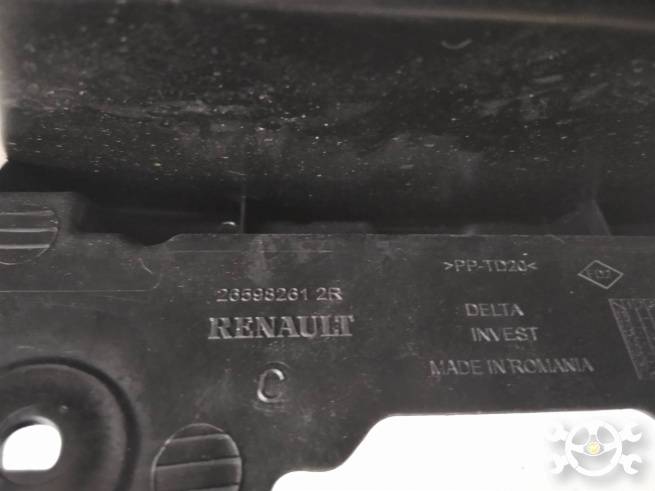 >PP-TD20<
26598261 2R
RENAULT
C
DELTA
INVEST
MADE IN ROMANIA